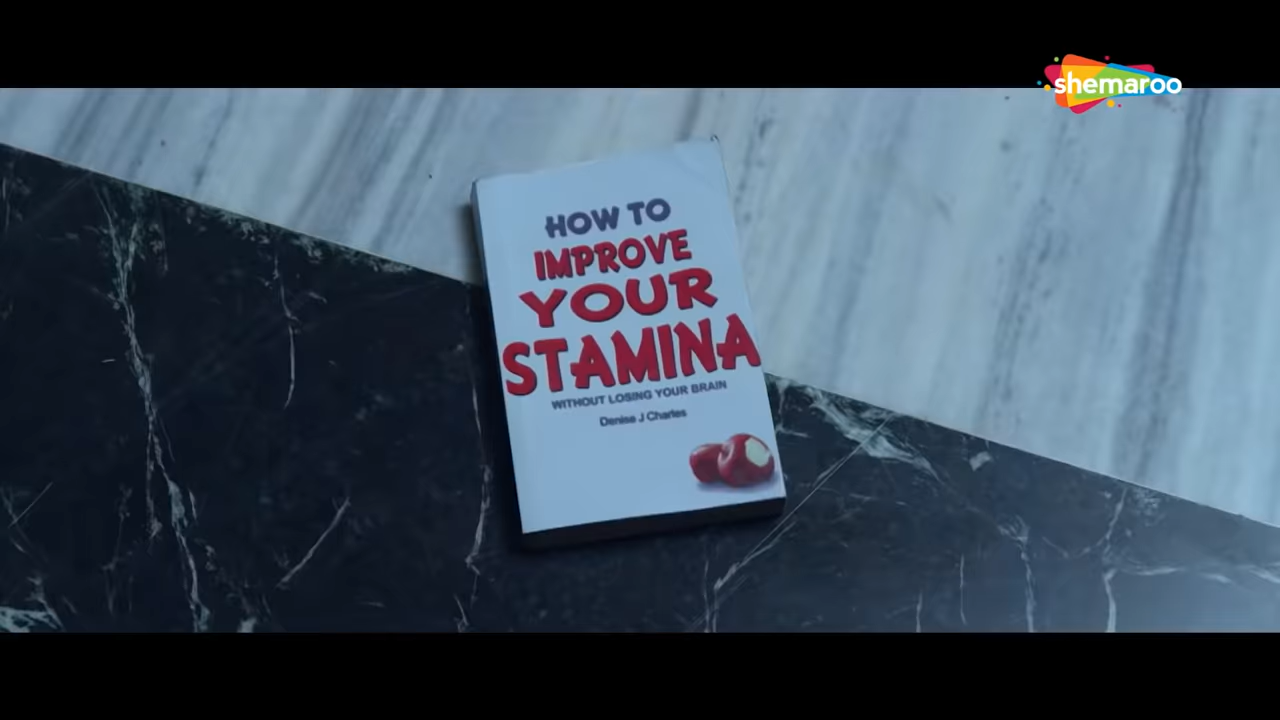 shemaroo
HOW TO
IMPROVE
YOUR
STAMINA
WITHOUT LOSING YOUR BRAIN
Denise J Charles